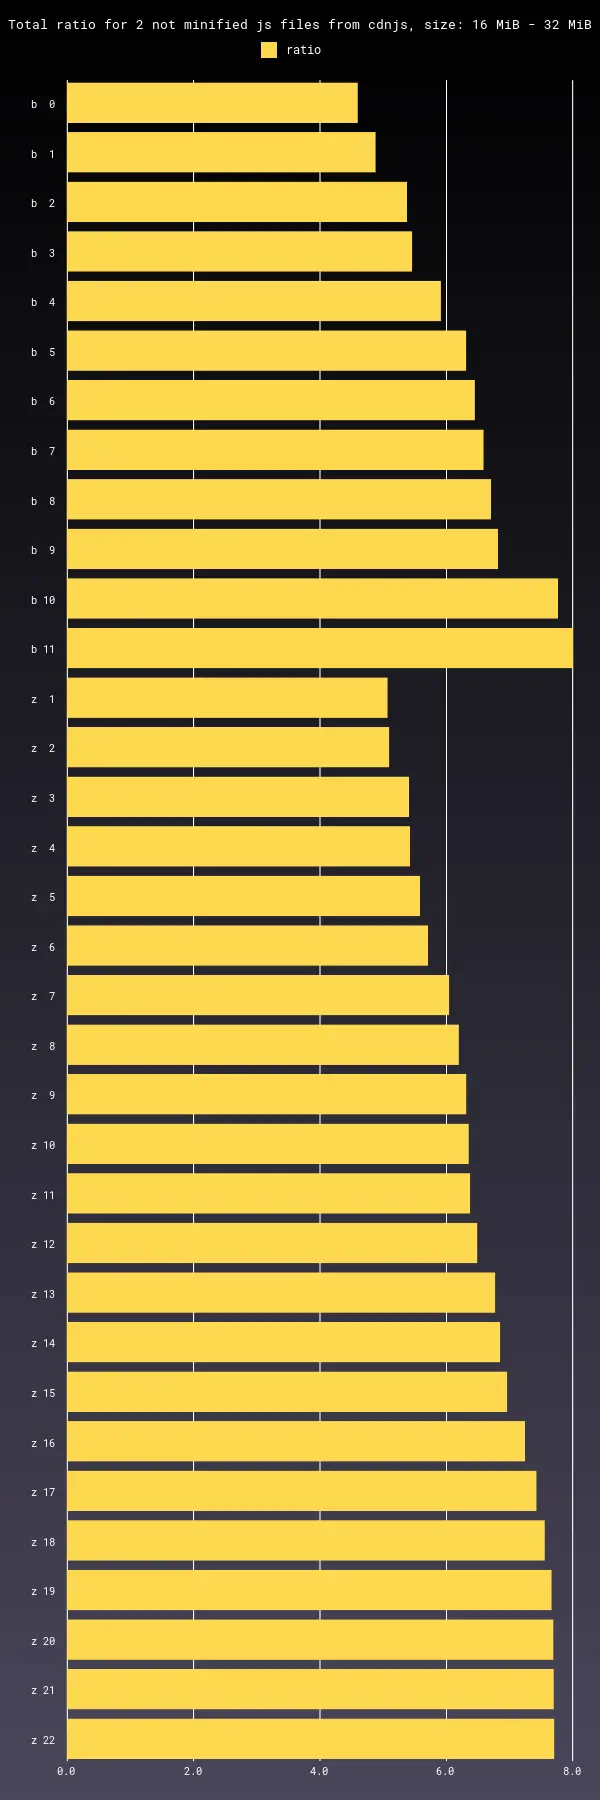 Total ratio for 2 not minified js files from cdnjs, size: 16 MiB - 32 MiB
ratio
b 0
b 1
b 2
b 3
b 4
b 5
b 6
b 7
b 8
b 9
b 10
b 11
z 1
z 2
z 3
z 4
z 5
z 6
z 7
z 8
z 9
z 10
z 11
z 12
z 13
z 14
z 15
z 16
z 17
z 18
z 19
z 20
z 21
z 22
0.0 2.0 4.0 6.0 8.0